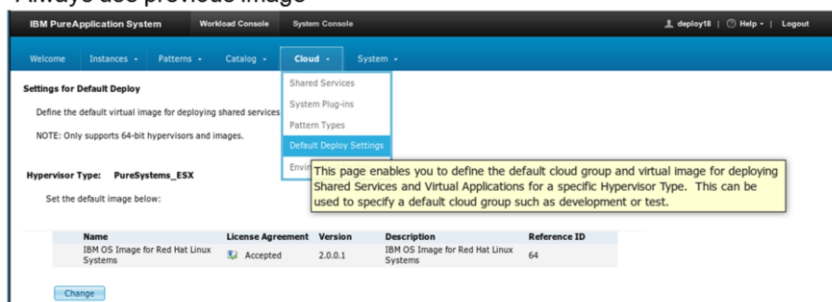 Always use previous image
IBM PureApplication System Workload Console System Console deploy18 | Help | Logout
Welcome Instances Patterns Catalog Cloud System
Settings for Default Deploy
Shared Services
Define the default virtual image for deploying shared services
System Plug-ins
NOTE: Only supports 64-bit hypervisors and images.
Pattern Types
Default Deploy Settings
Hypervisor Type: PureSystems_ESX
This page enables you to define the default cloud group and virtual image for deploying
Shared Services and Virtual Applications for a specific Hypervisor Type. This can be
used to specify a default cloud group such as development or test.
Set the default image below:
Name License Agreement Version Description Reference ID
IBM OS Image for Red Hat Linux
Systems
Accepted 2.0.0.1
IBM OS Image for Red Hat Linux
Systems
64
Change